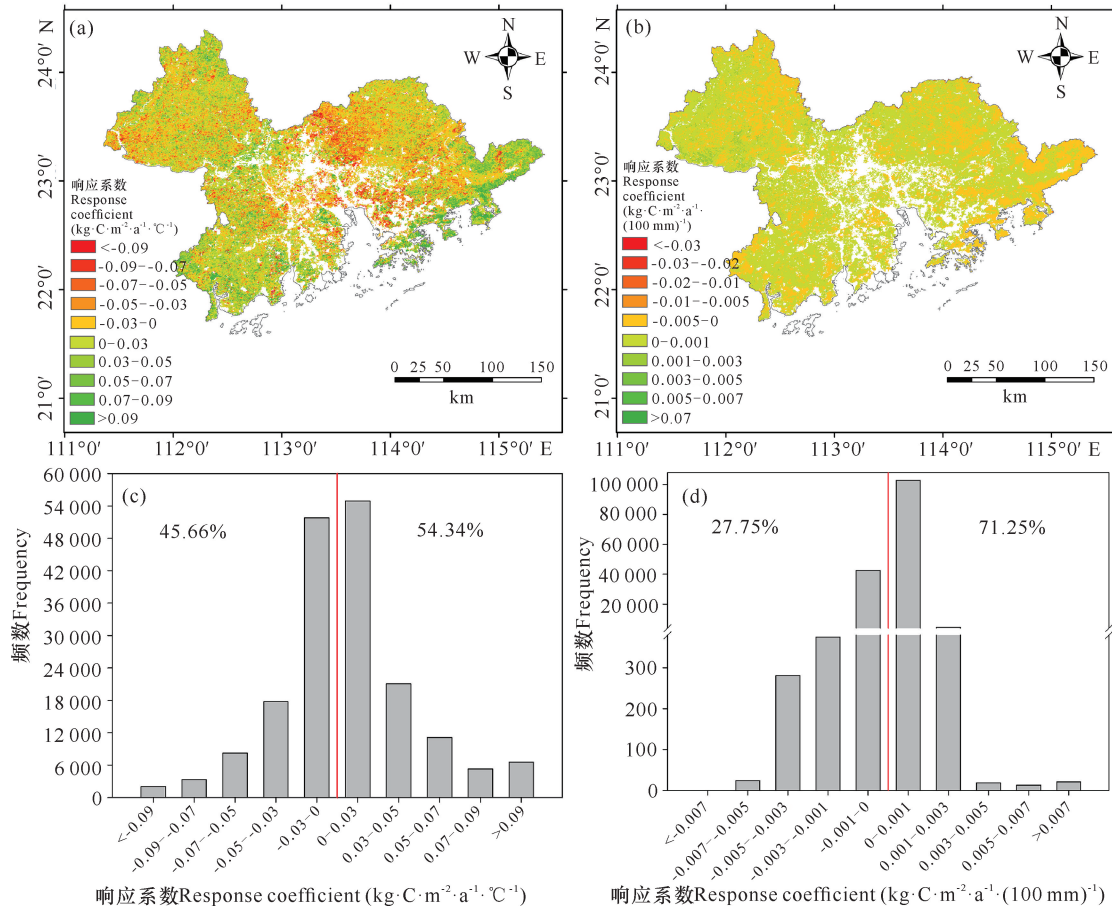 (a)
N
W
E
S
24°0′ N
23°0′
22°0′
21°0′
响应系数
Response
coefficient
(kg·C·m⁻²·a⁻¹·℃⁻¹)
<-0.09
-0.09–-0.07
-0.07–-0.05
-0.05–-0.03
-0.03–0
0–0.03
0.03–0.05
0.05–0.07
0.07–0.09
>0.09
0 25 50 100 150
km
111°0′ 112°0′ 113°0′ 114°0′ 115°0′ E
(b)
N
W
E
S
24°0′ N
23°0′
22°0′
21°0′
响应系数
Response
coefficient
(kg·C·m⁻²·a⁻¹·
(100 mm)⁻¹)
<-0.03
-0.03–-0.02
-0.02–-0.01
-0.01–-0.005
-0.005–0
0–0.001
0.001–0.003
0.003–0.005
0.005–0.007
>0.07
0 25 50 100 150
km
111°0′ 112°0′ 113°0′ 114°0′ 115°0′ E
(c)
45.66%
54.34%
频数Frequency
60 000
54 000
48 000
42 000
36 000
30 000
24 000
18 000
12 000
6 000
0
<-0.09
-0.09–-0.07
-0.07–-0.05
-0.05–-0.03
-0.03–0
0–0.03
0.03–0.05
0.05–0.07
0.07–0.09
>0.09
响应系数Response coefficient (kg·C·m⁻²·a⁻¹·℃⁻¹)
(d)
27.75%
71.25%
频数Frequency
100 000
80 000
60 000
40 000
20 000
300
200
100
0
<-0.007
-0.007–-0.005
-0.005–-0.003
-0.003–-0.001
-0.001–0
0–0.001
0.001–0.003
0.003–0.005
0.005–0.007
>0.007
响应系数Response coefficient (kg·C·m⁻²·a⁻¹·(100 mm)⁻¹)